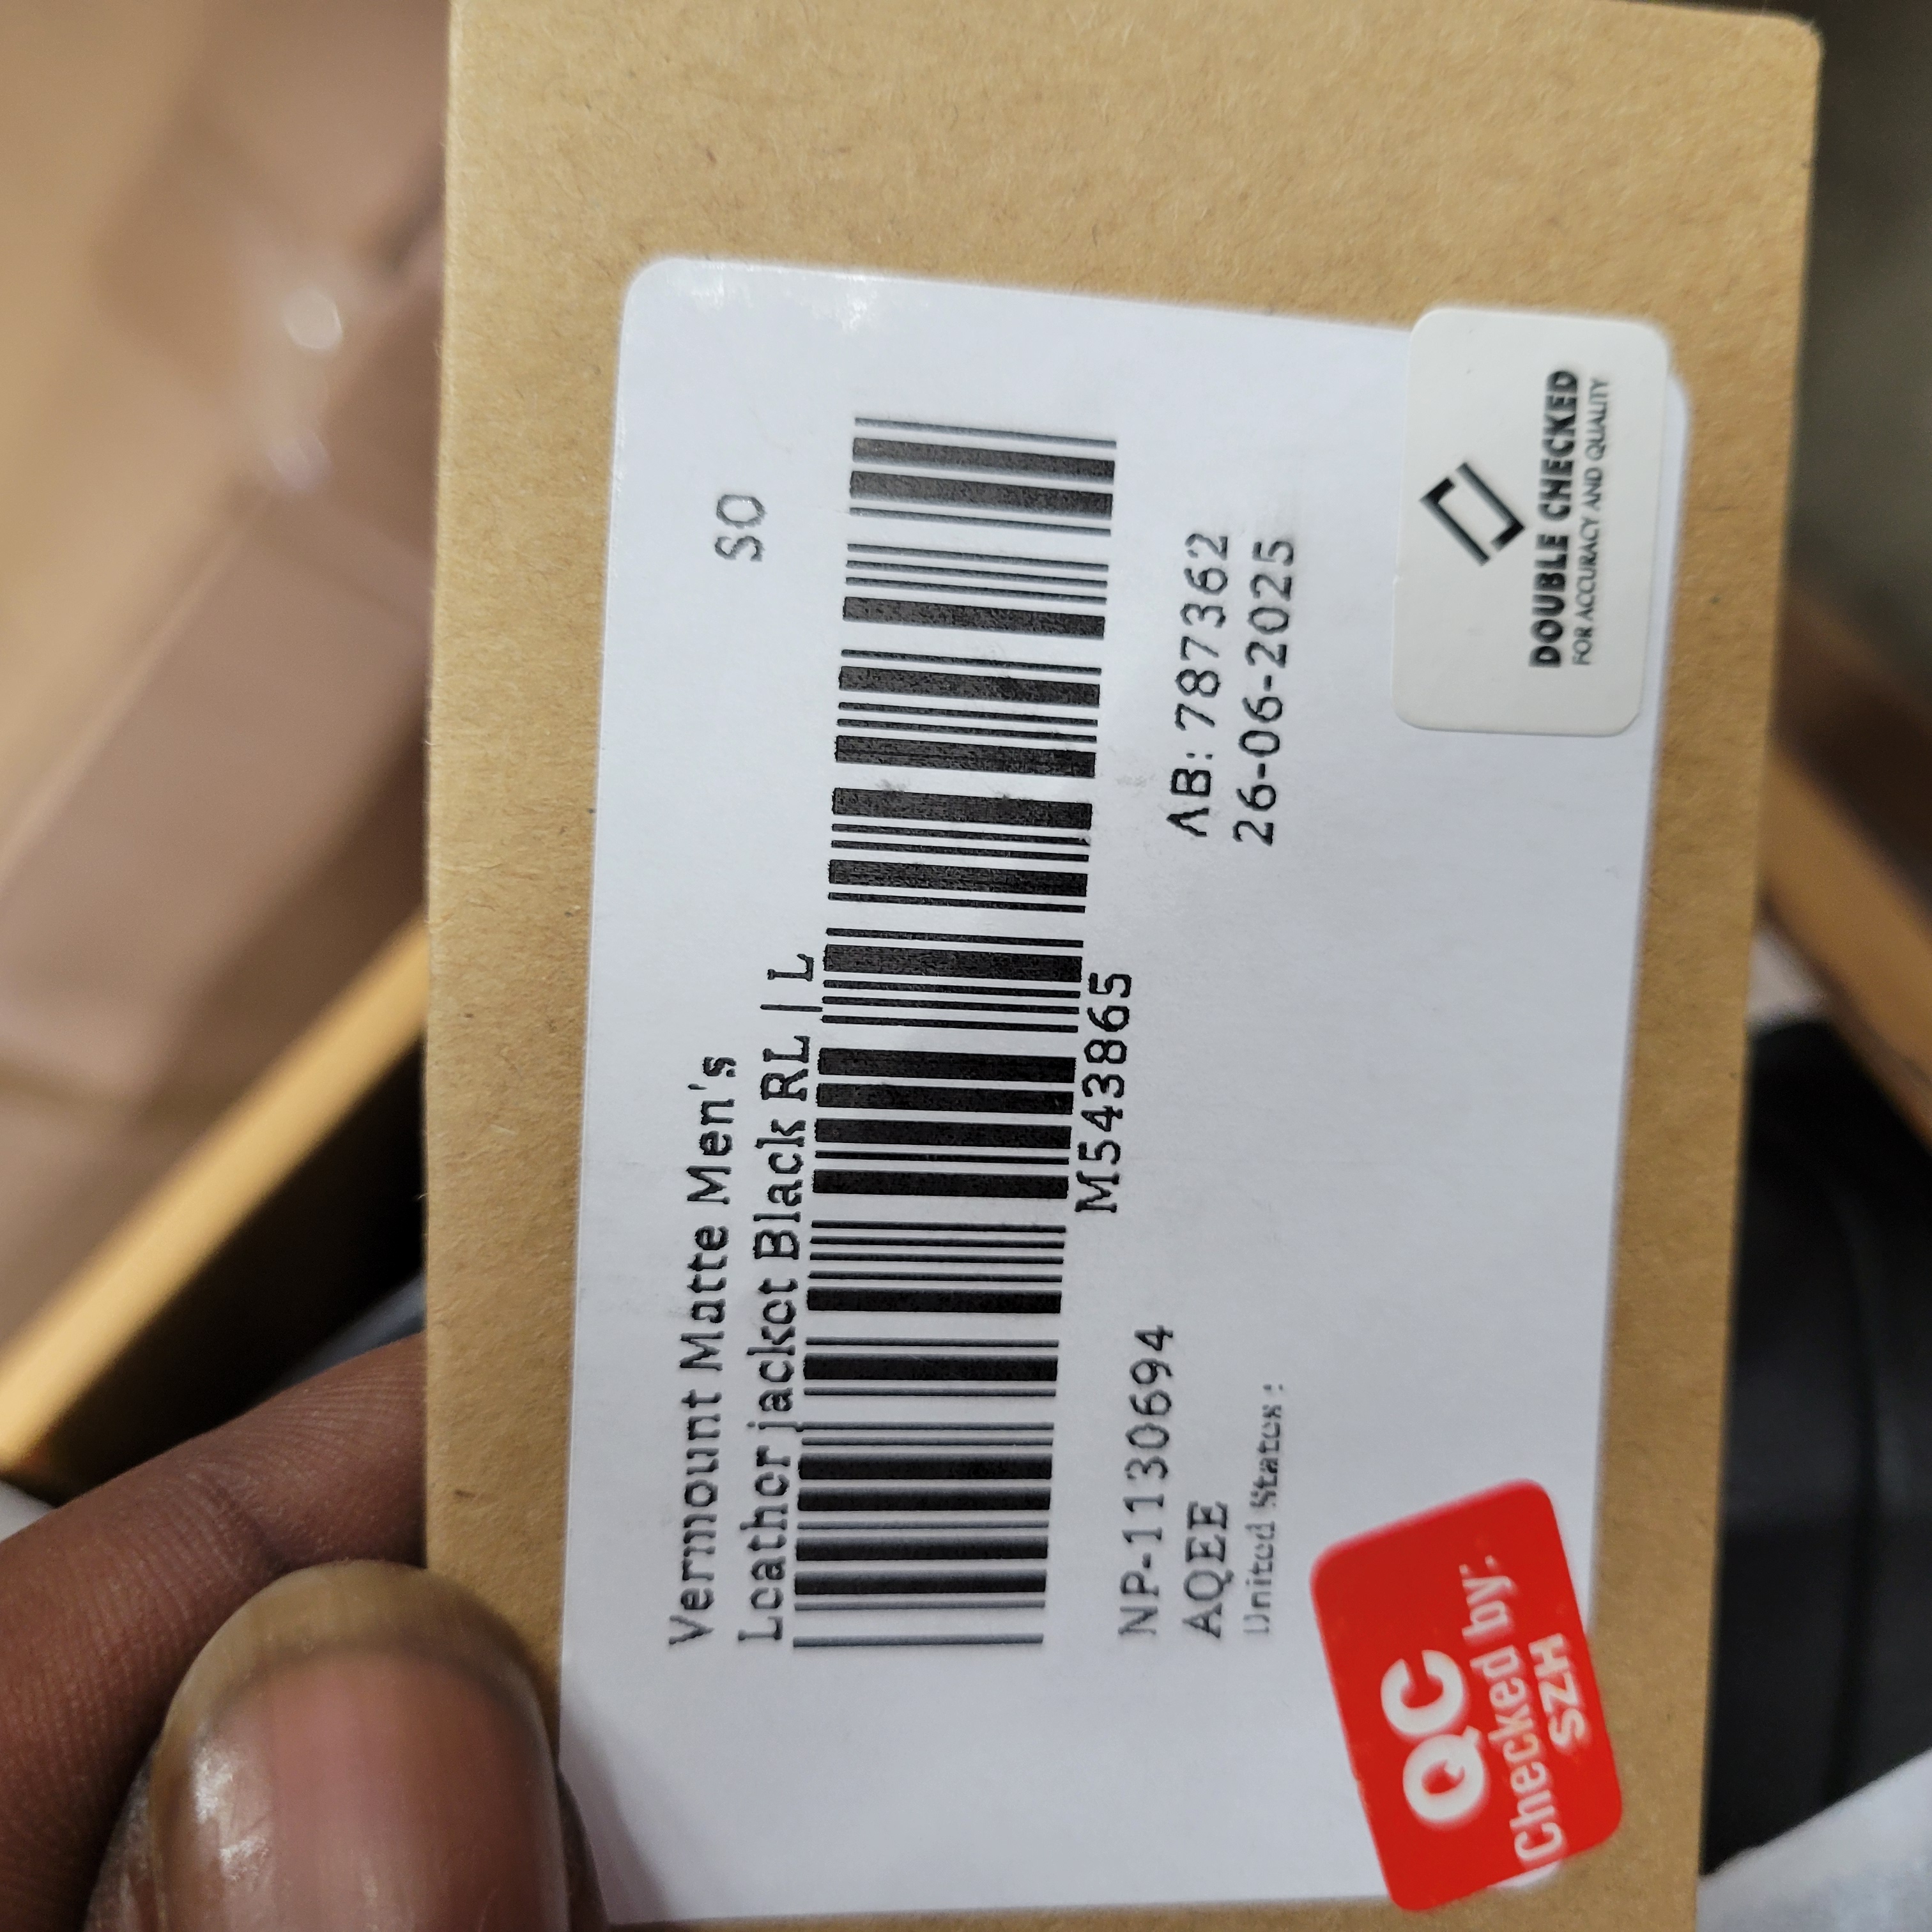 Vermount Matte Men's
Leather jacket Black RL | L
SO
M543865
NP-1130694
AQEE
United States:
AB: 787362
26-06-2025
DOUBLE CHECKED
FOR ACCURACY AND QUALITY
QC
Checked by:
SZH